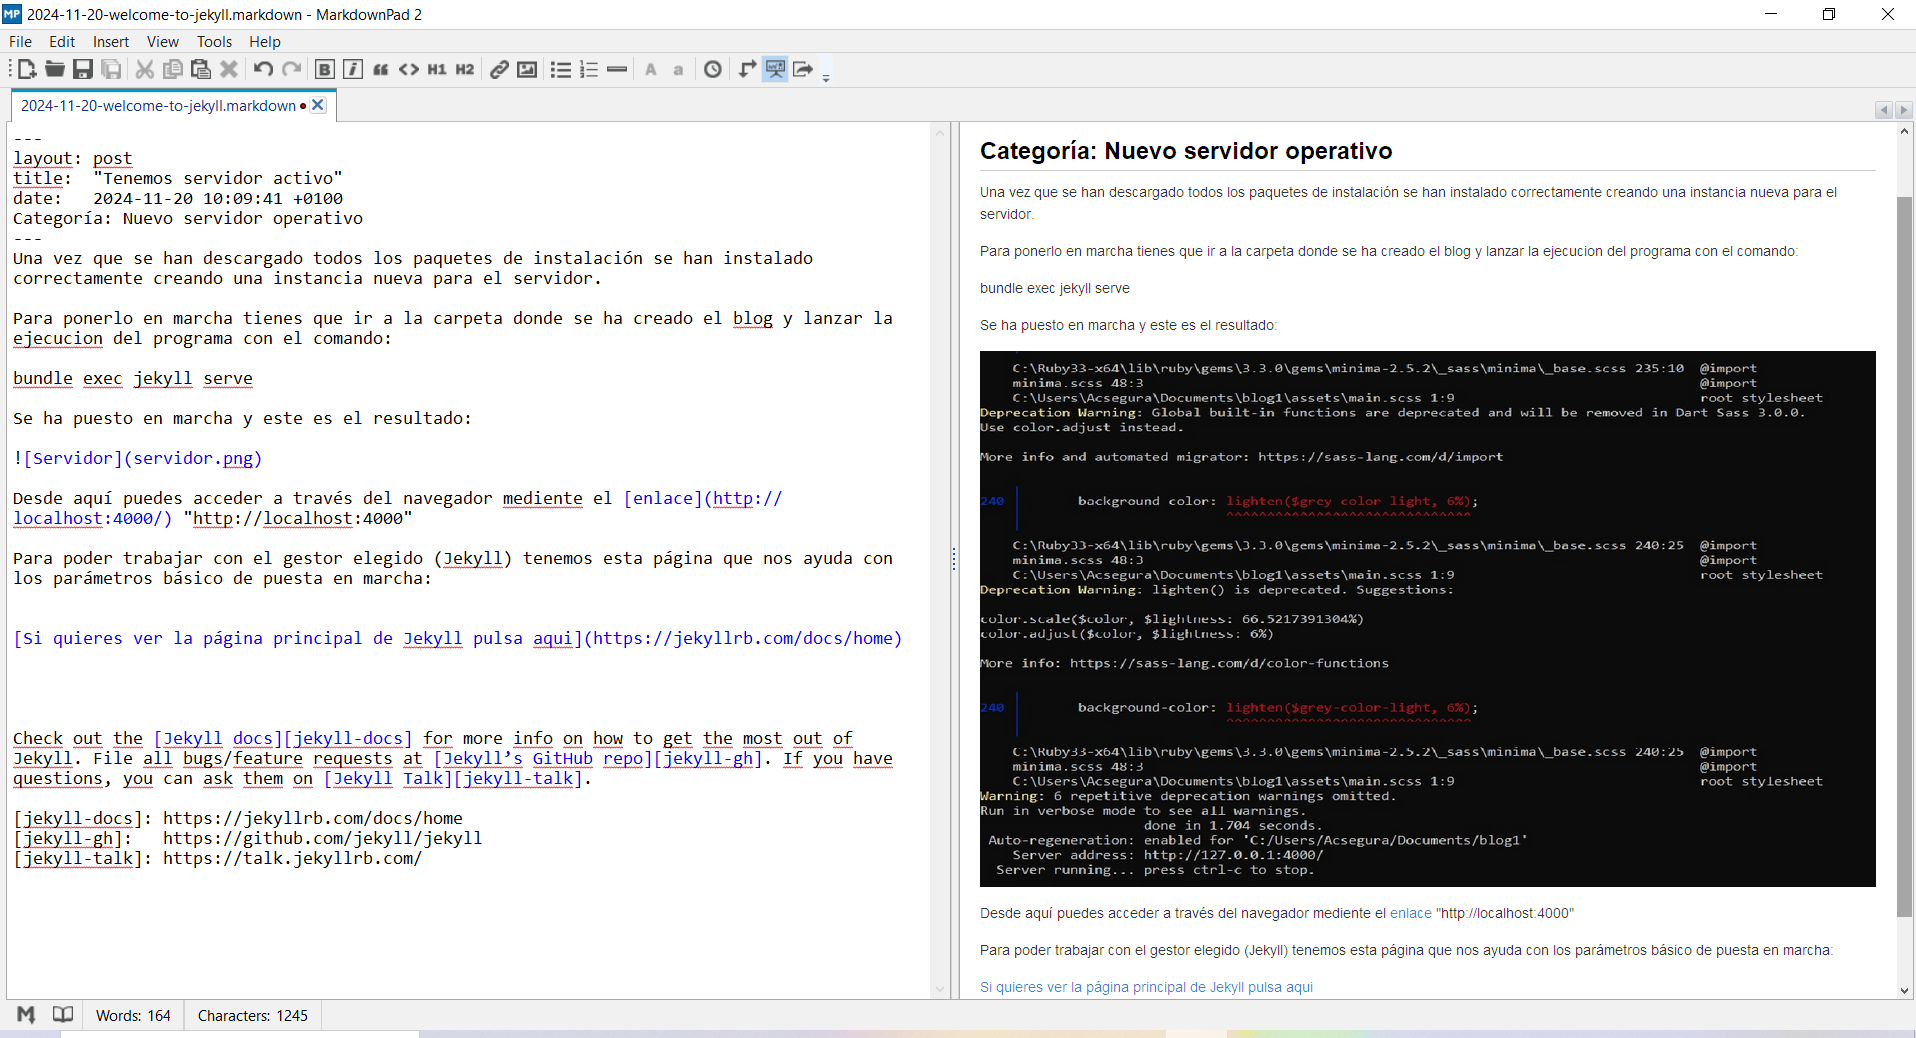 MP 2024-11-20-welcome-to-jekyll.markdown - MarkdownPad 2
File Edit Insert View Tools Help
B i H1 H2 A a
2024-11-20-welcome-to-jekyll.markdown
---
layout: post
title:  "Tenemos servidor activo"
date:   2024-11-20 10:09:41 +0100
Categoría: Nuevo servidor operativo
---
Una vez que se han descargado todos los paquetes de instalación se han instalado
correctamente creando una instancia nueva para el servidor.
Para ponerlo en marcha tienes que ir a la carpeta donde se ha creado el blog y lanzar la
ejecucion del programa con el comando:
bundle exec jekyll serve
Se ha puesto en marcha y este es el resultado:
![Servidor](servidor.png)
Desde aquí puedes acceder a través del navegador mediente el [enlace](http://
localhost:4000/) "http://localhost:4000"
Para poder trabajar con el gestor elegido (Jekyll) tenemos esta página que nos ayuda con
los parámetros básico de puesta en marcha:
[Si quieres ver la página principal de Jekyll pulsa aqui](https://jekyllrb.com/docs/home)
Check out the [Jekyll docs][jekyll-docs] for more info on how to get the most out of
Jekyll. File all bugs/feature requests at [Jekyll’s GitHub repo][jekyll-gh]. If you have
questions, you can ask them on [Jekyll Talk][jekyll-talk].
[jekyll-docs]: https://jekyllrb.com/docs/home
[jekyll-gh]:   https://github.com/jekyll/jekyll
[jekyll-talk]: https://talk.jekyllrb.com/
Categoría: Nuevo servidor operativo
Una vez que se han descargado todos los paquetes de instalación se han instalado correctamente creando una instancia nueva para el
servidor.
Para ponerlo en marcha tienes que ir a la carpeta donde se ha creado el blog y lanzar la ejecucion del programa con el comando:
bundle exec jekyll serve
Se ha puesto en marcha y este es el resultado:
C:\Ruby33-x64\lib\ruby\gems\3.3.0\gems\minima-2.5.2\_sass\minima\_base.scss 235:10  @import
minima.scss 48:3  @import
C:\Users\Acsegura\Documents\blog1\assets\main.scss 1:9  root stylesheet
Deprecation Warning: Global built-in functions are deprecated and will be removed in Dart Sass 3.0.0.
Use color.adjust instead.
More info and automated migrator: https://sass-lang.com/d/import
240 background color: lighten($grey color light, 6%);
^^^^^^^^^^^^^^^^^^^^^^^^^^^^^^
C:\Ruby33-x64\lib\ruby\gems\3.3.0\gems\minima-2.5.2\_sass\minima\_base.scss 240:25  @import
minima.scss 48:3  @import
C:\Users\Acsegura\Documents\blog1\assets\main.scss 1:9  root stylesheet
Deprecation Warning: lighten() is deprecated. Suggestions:
color.scale($color, $lightness: 66.5217391304%)
color.adjust($color, $lightness: 6%)
More info: https://sass-lang.com/d/color-functions
240 background-color: lighten($grey-color-light, 6%);
^^^^^^^^^^^^^^^^^^^^^^^^^^^^^^
C:\Ruby33-x64\lib\ruby\gems\3.3.0\gems\minima-2.5.2\_sass\minima\_base.scss 240:25  @import
minima.scss 48:3  @import
C:\Users\Acsegura\Documents\blog1\assets\main.scss 1:9  root stylesheet
Warning: 6 repetitive deprecation warnings omitted.
Run in verbose mode to see all warnings.
done in 1.704 seconds.
Auto-regeneration: enabled for 'C:/Users/Acsegura/Documents/blog1'
Server address: http://127.0.0.1:4000/
Server running... press ctrl-c to stop.
Desde aquí puedes acceder a través del navegador mediente el enlace "http://localhost:4000"
Para poder trabajar con el gestor elegido (Jekyll) tenemos esta página que nos ayuda con los parámetros básico de puesta en marcha:
Si quieres ver la página principal de Jekyll pulsa aqui
Words: 164 Characters: 1245